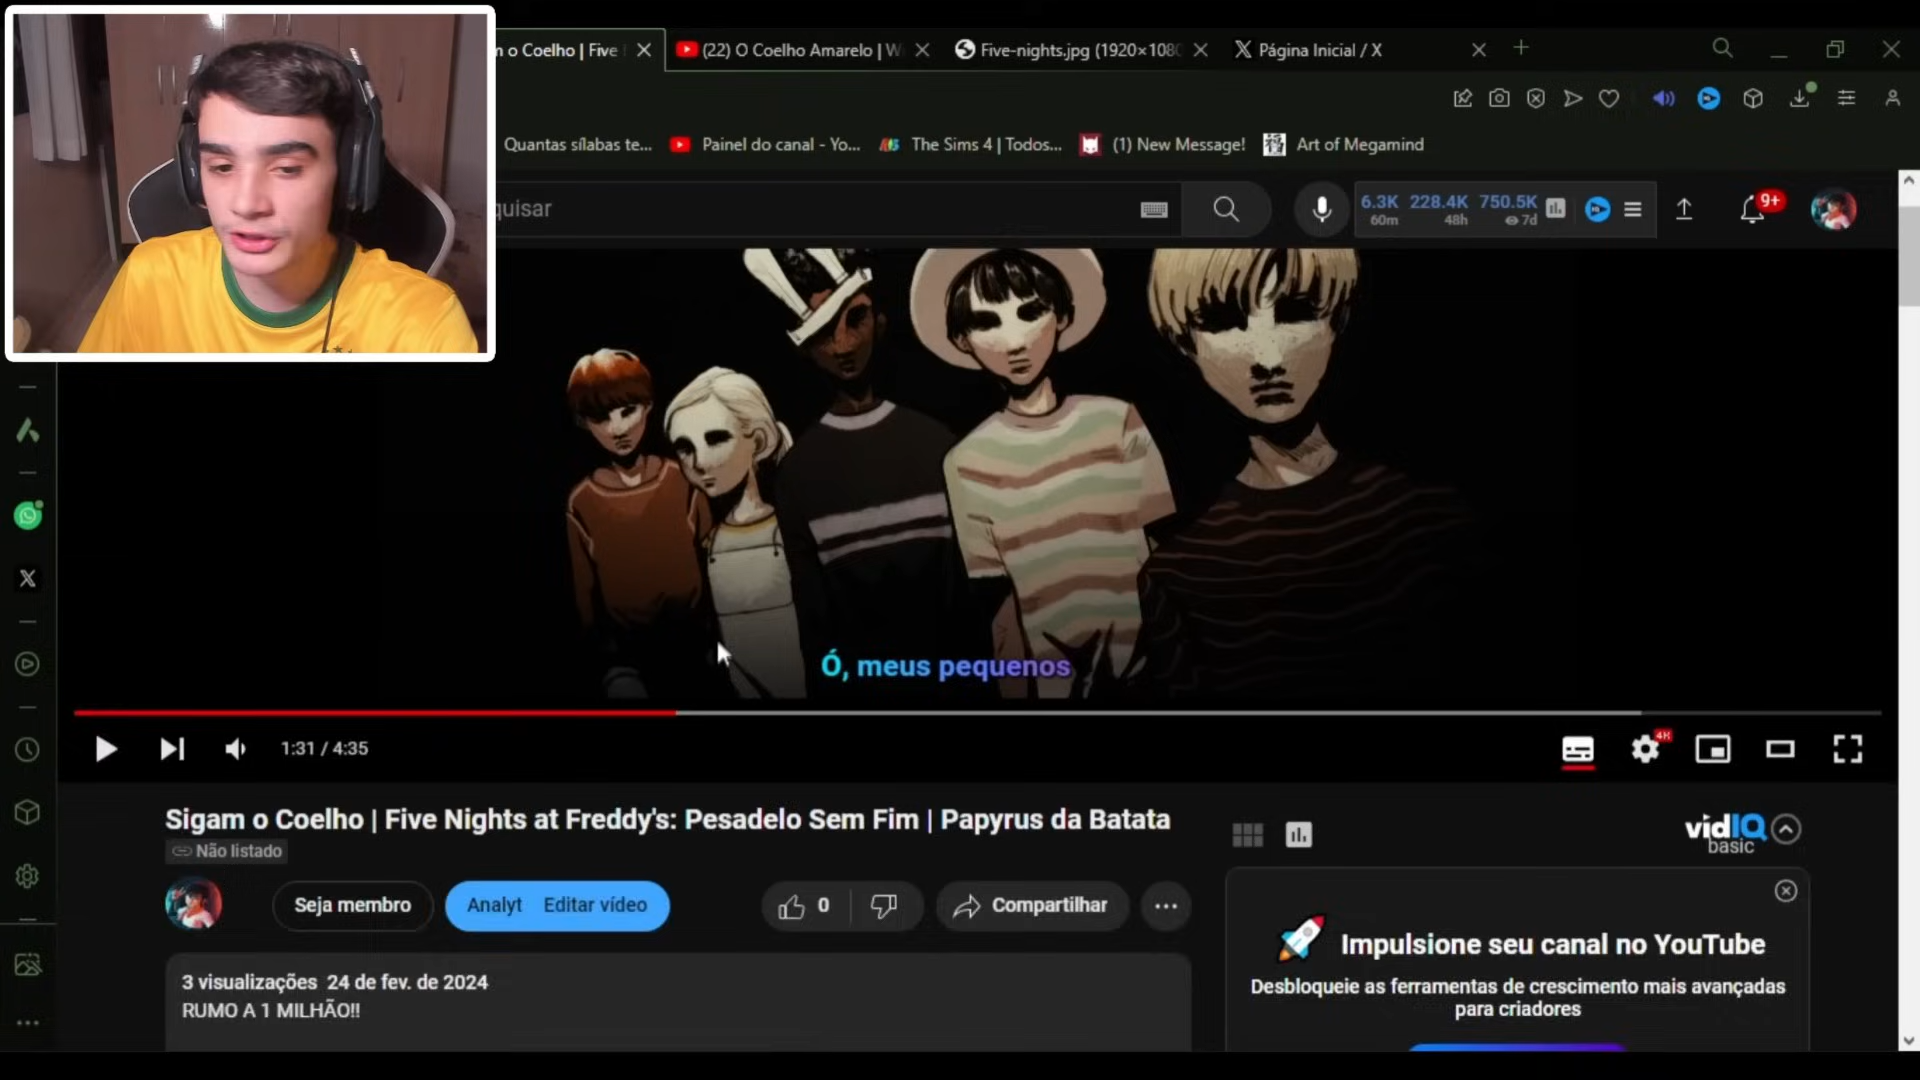 n o Coelho | Five
(22) O Coelho Amarelo | W
Five-nights.jpg (1920×108
Página Inicial / X
Quantas sílabas te...
Painel do canal - Yo...
The Sims 4 | Todos...
(1) New Message!
Art of Megamind
quisar
6.3K 228.4K 750.5K
60m 48h 7d
9+
Ó, meus pequenos
1:31 / 4:35
4K
Sigam o Coelho | Five Nights at Freddy's: Pesadelo Sem Fim | Papyrus da Batata
Não listado
vidIQ
basic
Seja membro
Analyt
Editar vídeo
0
Compartilhar
Impulsione seu canal no YouTube
Desbloqueie as ferramentas de crescimento mais avançadas
para criadores
3 visualizações 24 de fev. de 2024
RUMO A 1 MILHÃO!!